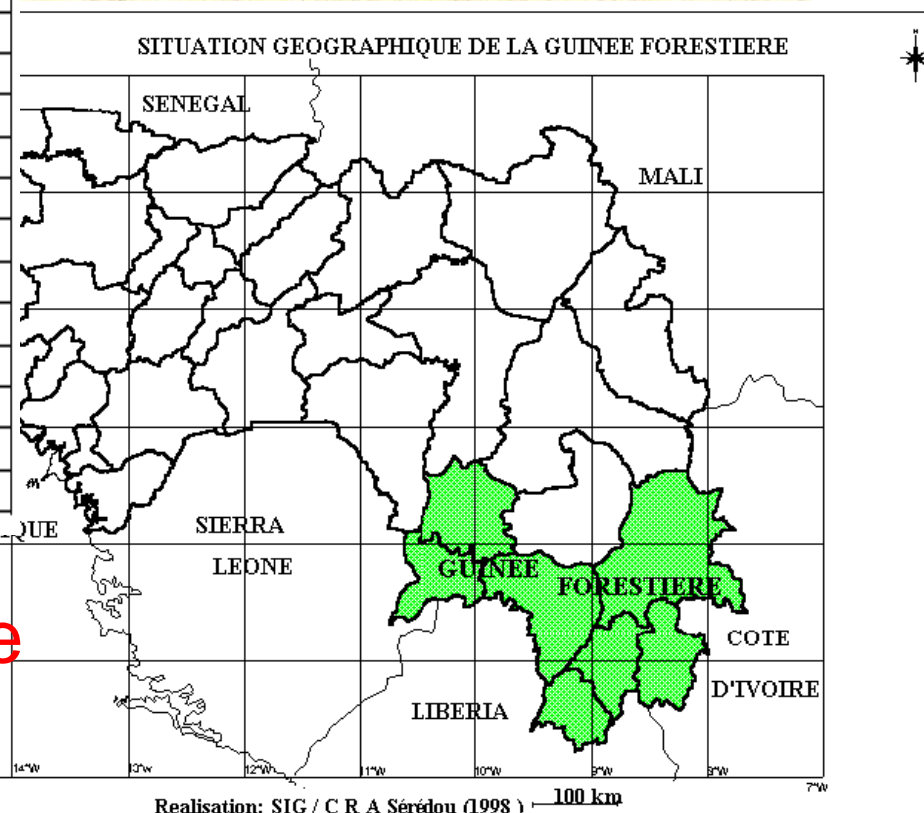 SITUATION GEOGRAPHIQUE DE LA GUINEE FORESTIERE
N
SENEGAL
MALI
QUE
SIERRA
LEONE
GUINEE
FORESTIERE
e
COTE
D'IVOIRE
LIBERIA
14°W 13°W 12°W 11°W 10°W 9°W 8°W 7°W
Realisation: SIG / C R A Sérédou (1998 ) 100 km